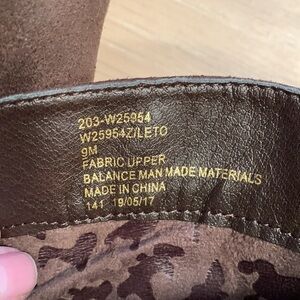 203-W25954
W25954Z/LETO
9M
FABRIC UPPER
BALANCE MAN MADE MATERIALS
MADE IN CHINA
141 19/05/17